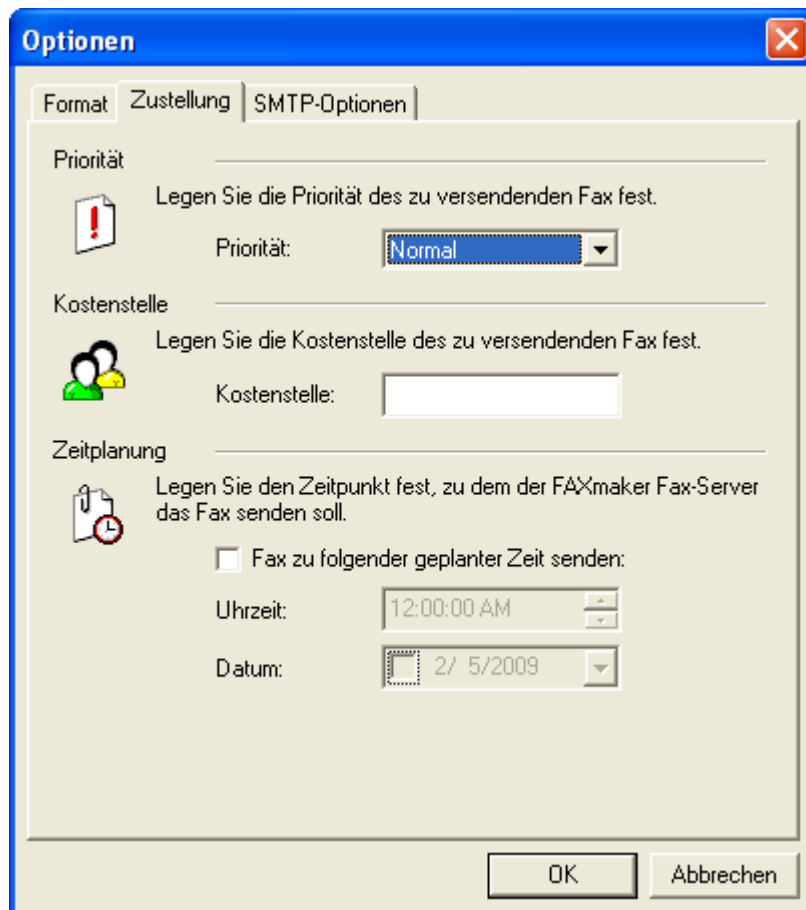 Optionen
Format Zustellung SMTP-Optionen
Priorität
Legen Sie die Priorität des zu versendenden Fax fest.
Priorität: Normal
Kostenstelle
Legen Sie die Kostenstelle des zu versendenden Fax fest.
Kostenstelle:
Zeitplanung
Legen Sie den Zeitpunkt fest, zu dem der FAXmaker Fax-Server
das Fax senden soll.
Fax zu folgender geplanter Zeit senden:
Uhrzeit: 12:00:00 AM
Datum: 2/ 5/2009
OK Abbrechen